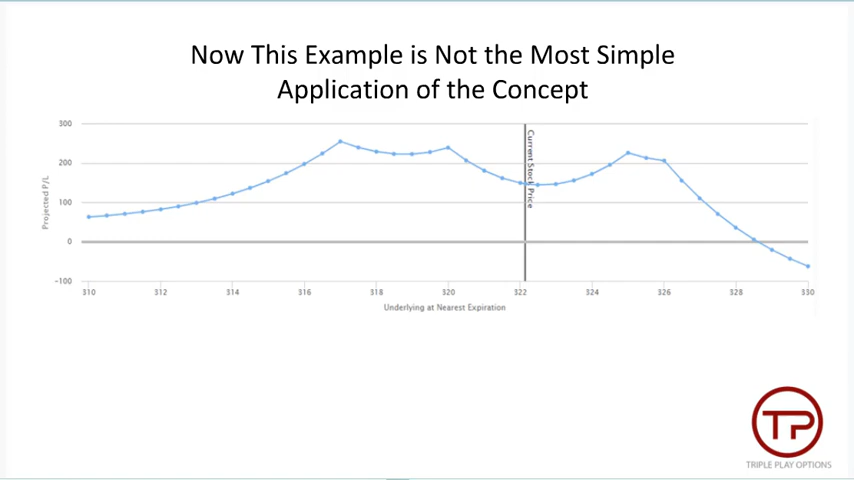 Now This Example is Not the Most Simple
Application of the Concept
300
200
100
0
-100
Projected P/L
Current Stock Price
310 312 314 316 318 320 322 324 326 328 330
Underlying at Nearest Expiration
TP
TRIPLE PLAY OPTIONS